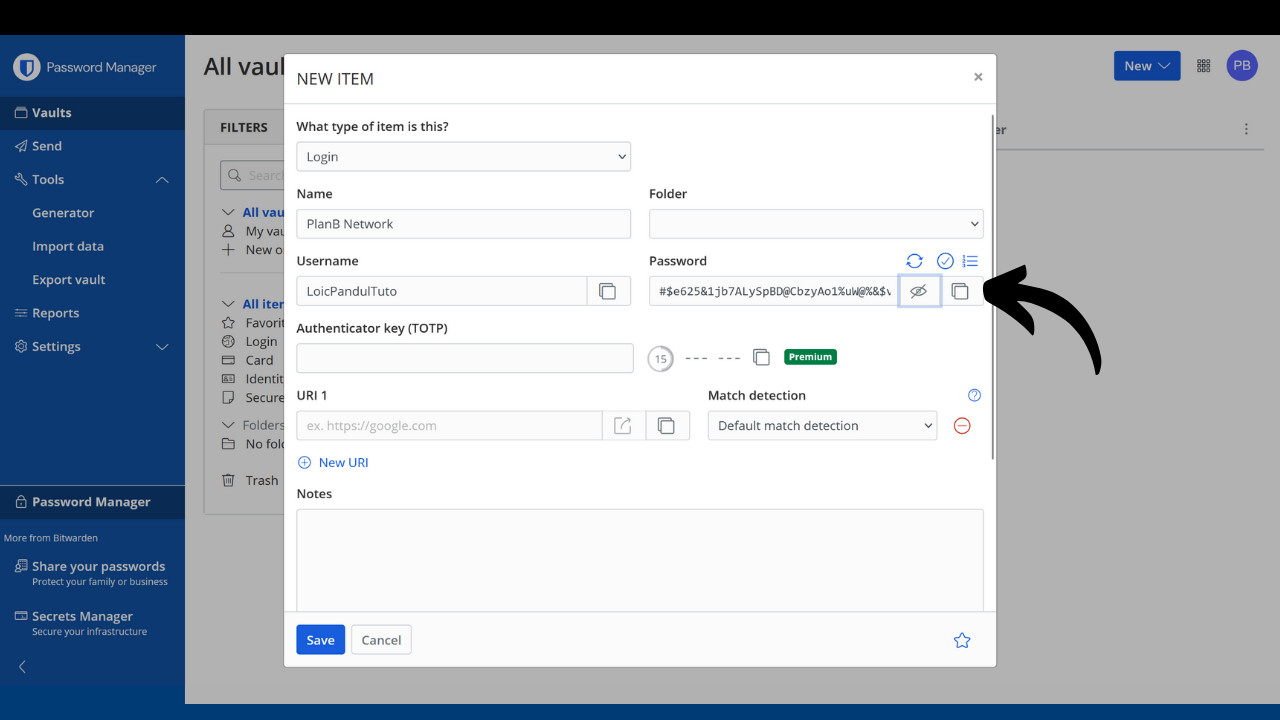 Password Manager
Vaults
Send
Tools
Generator
Import data
Export vault
Reports
Settings
Password Manager
More from Bitwarden
Share your passwords
Protect your family or business
Secrets Manager
Secure your infrastructure
All vaul
New
PB
FILTERS
Search
All vau
My vau
New o
All iter
Favorit
Login
Card
Identit
Secure
Folders
No folc
Trash
er
NEW ITEM
×
What type of item is this?
Login
Name
Folder
PlanB Network
Username
Password
LoicPandulTuto
#$e625&1jb7ALySpBD@CbzyAo1%uW@%&$v
Authenticator key (TOTP)
15 --- --- Premium
URI 1
Match detection
ex. https://google.com
Default match detection
New URI
Notes
Save
Cancel